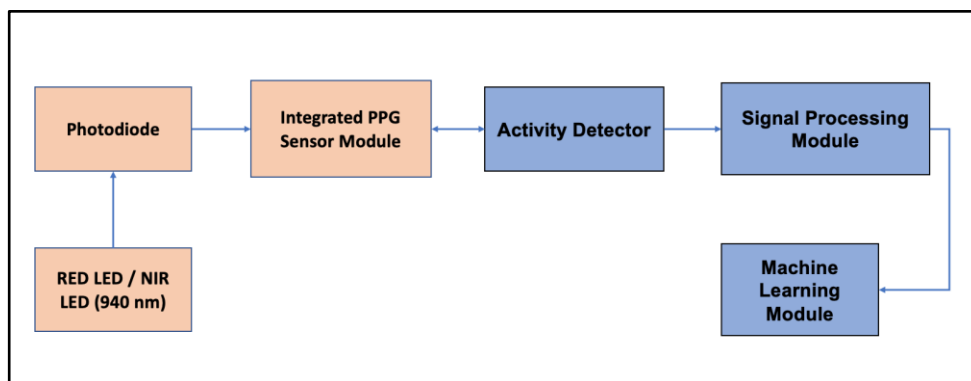 Photodiode
Integrated PPG
Sensor Module
Activity Detector
Signal Processing
Module
RED LED / NIR
LED (940 nm)
Machine
Learning
Module